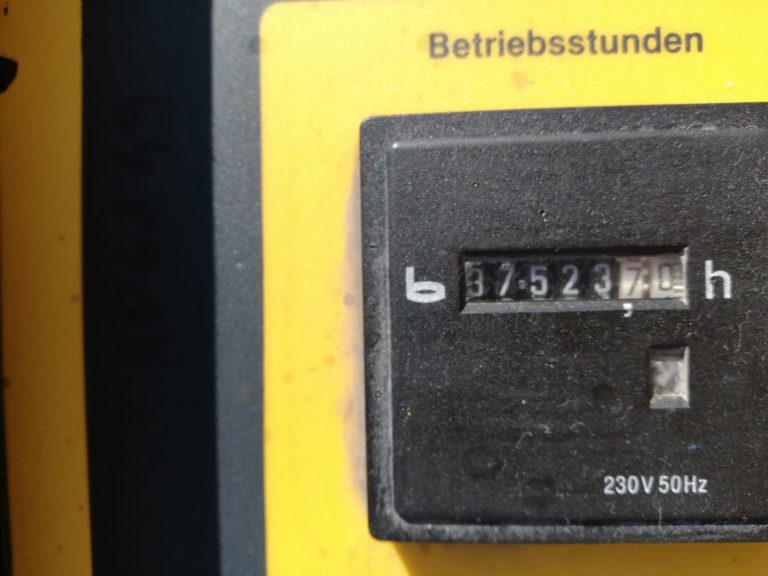 Betriebsstunden
37523,70 h
230V 50Hz